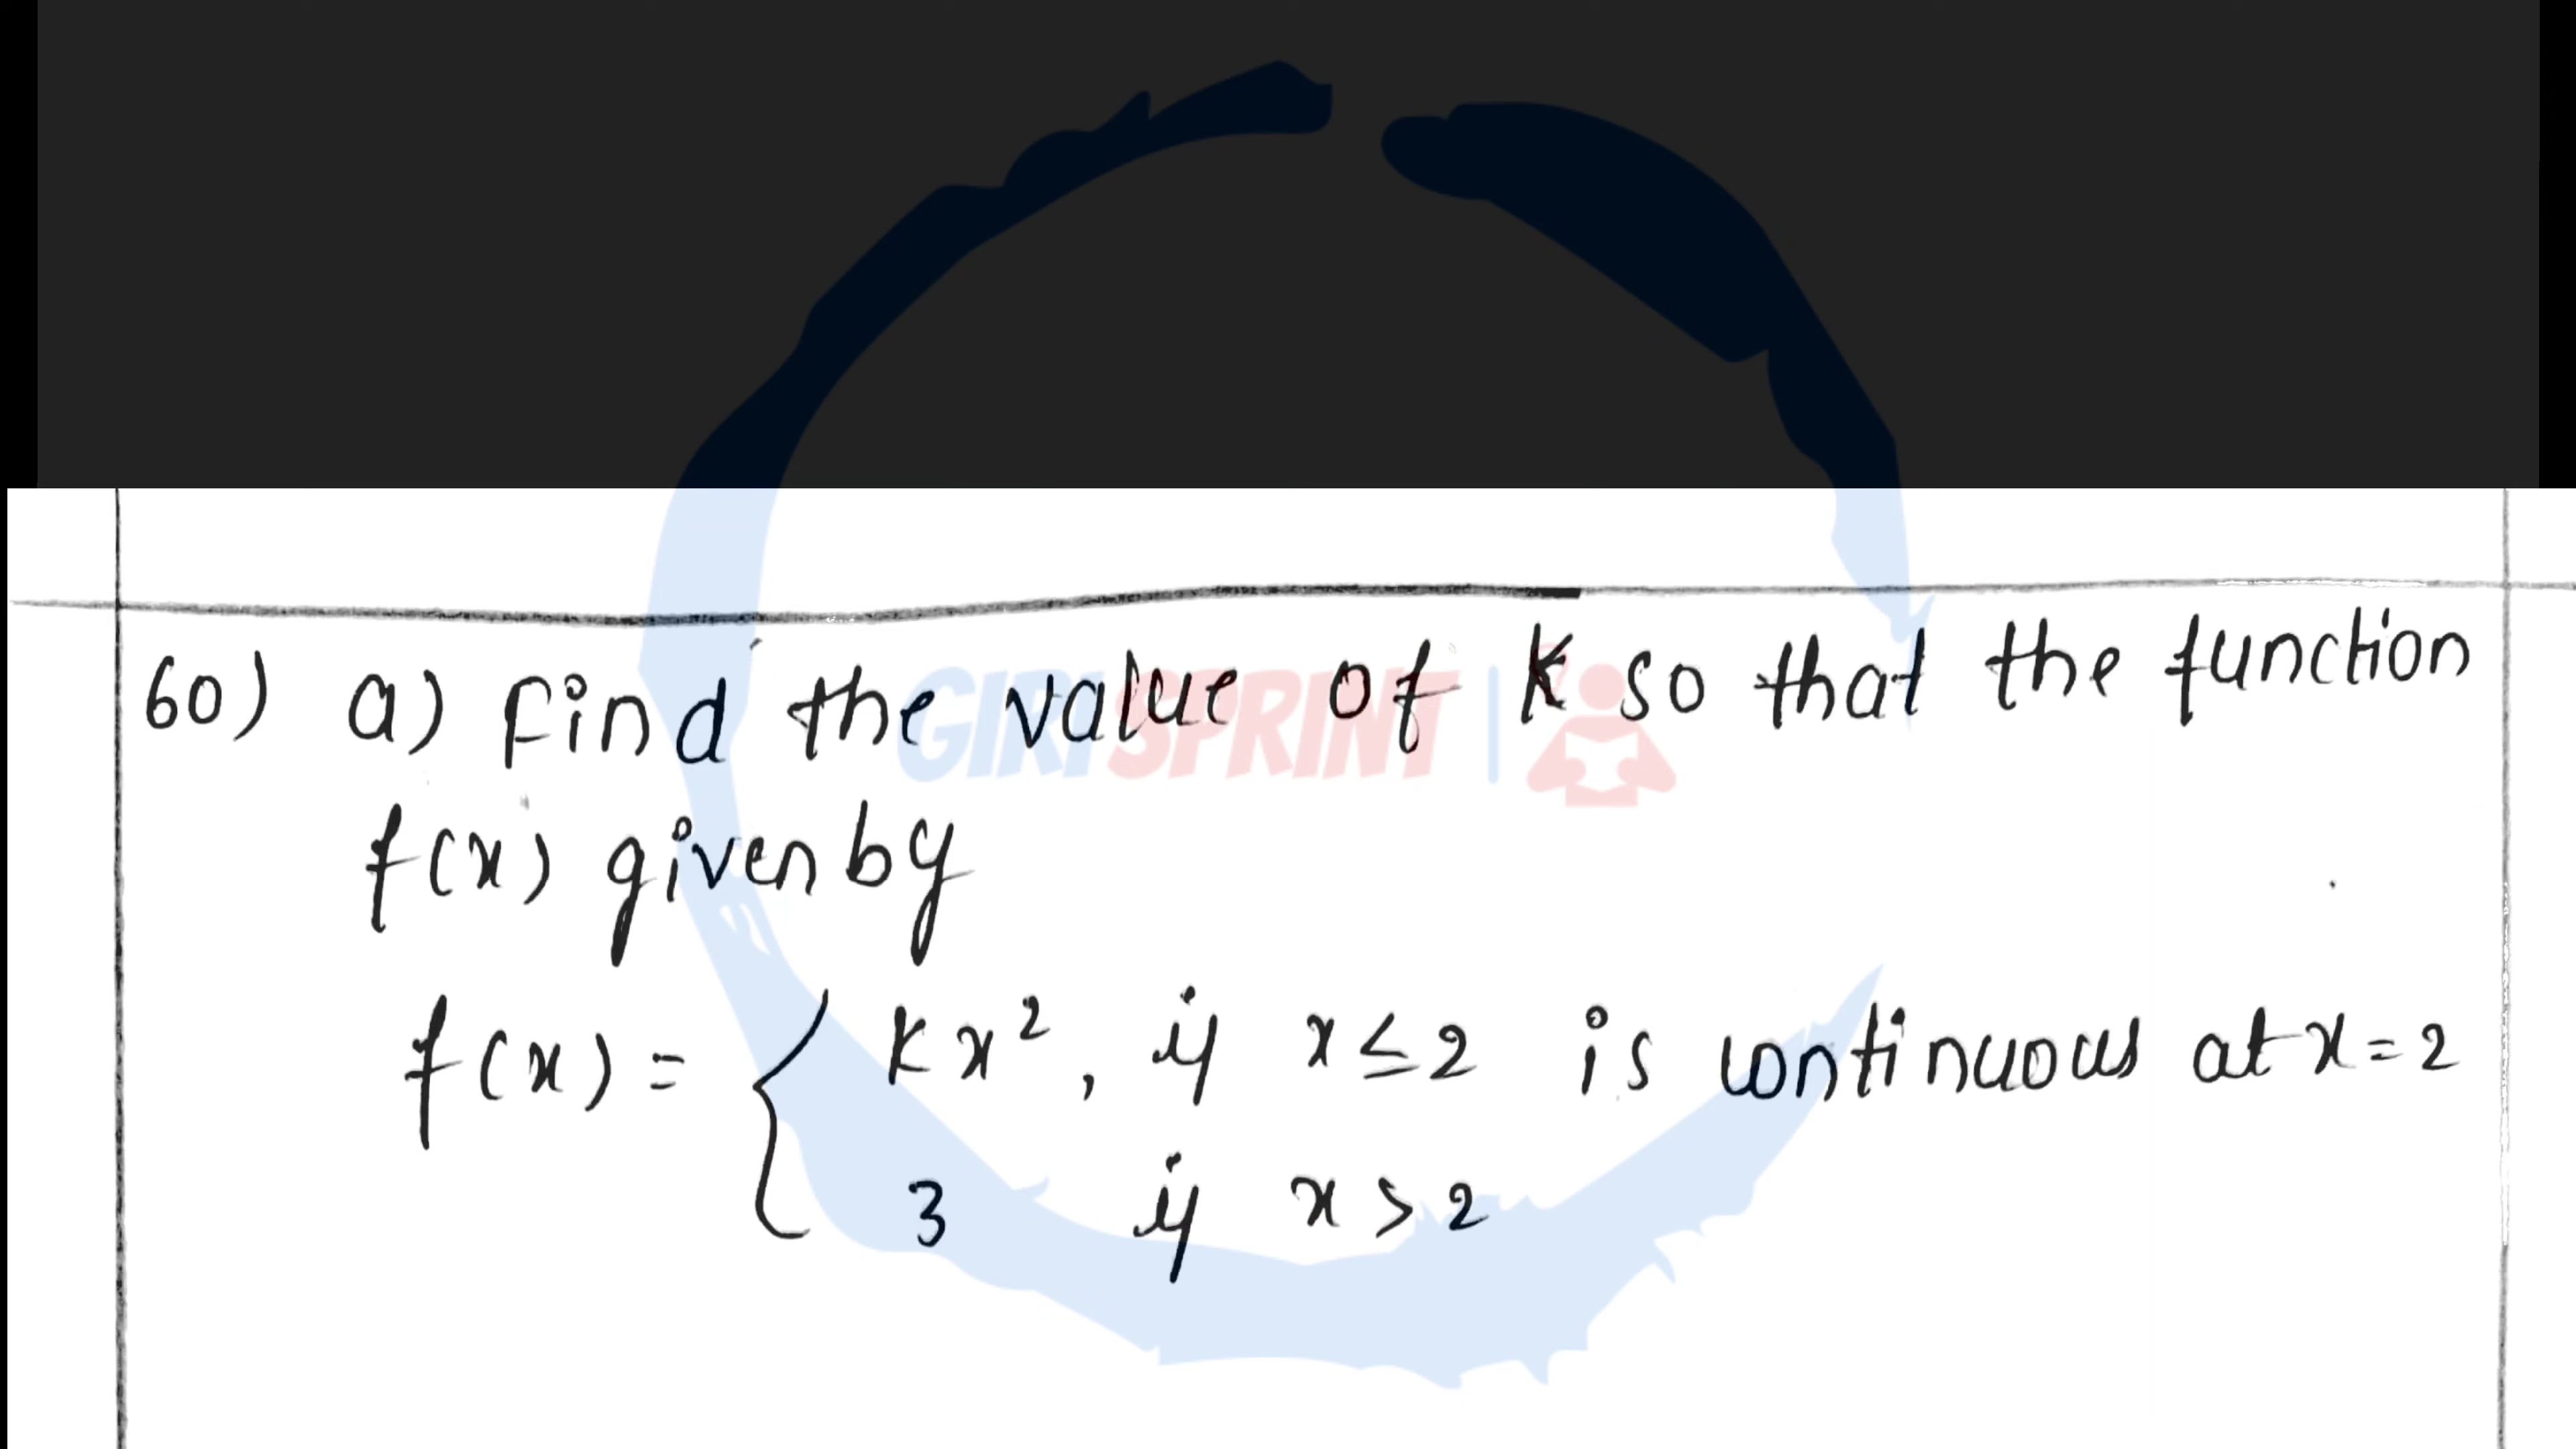 60) a) Find the value of K so that the function
GIRISPRINT
f(x) given by
f(x) = { kx², if x ≤ 2 is continuous at x = 2
3 if x > 2